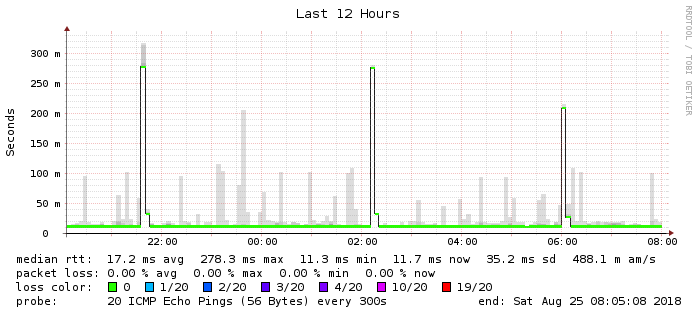 Last 12 Hours
RRDTOOL / TOBI OETIKER
Seconds
300 m
250 m
200 m
150 m
100 m
50 m
0
22:00 00:00 02:00 04:00 06:00 08:00
median rtt: 17.2 ms avg 278.3 ms max 11.3 ms min 11.7 ms now 35.2 ms sd 488.1 m am/s
packet loss: 0.00 % avg 0.00 % max 0.00 % min 0.00 % now
loss color: 0 1/20 2/20 3/20 4/20 10/20 19/20
probe: 20 ICMP Echo Pings (56 Bytes) every 300s end: Sat Aug 25 08:05:08 2018